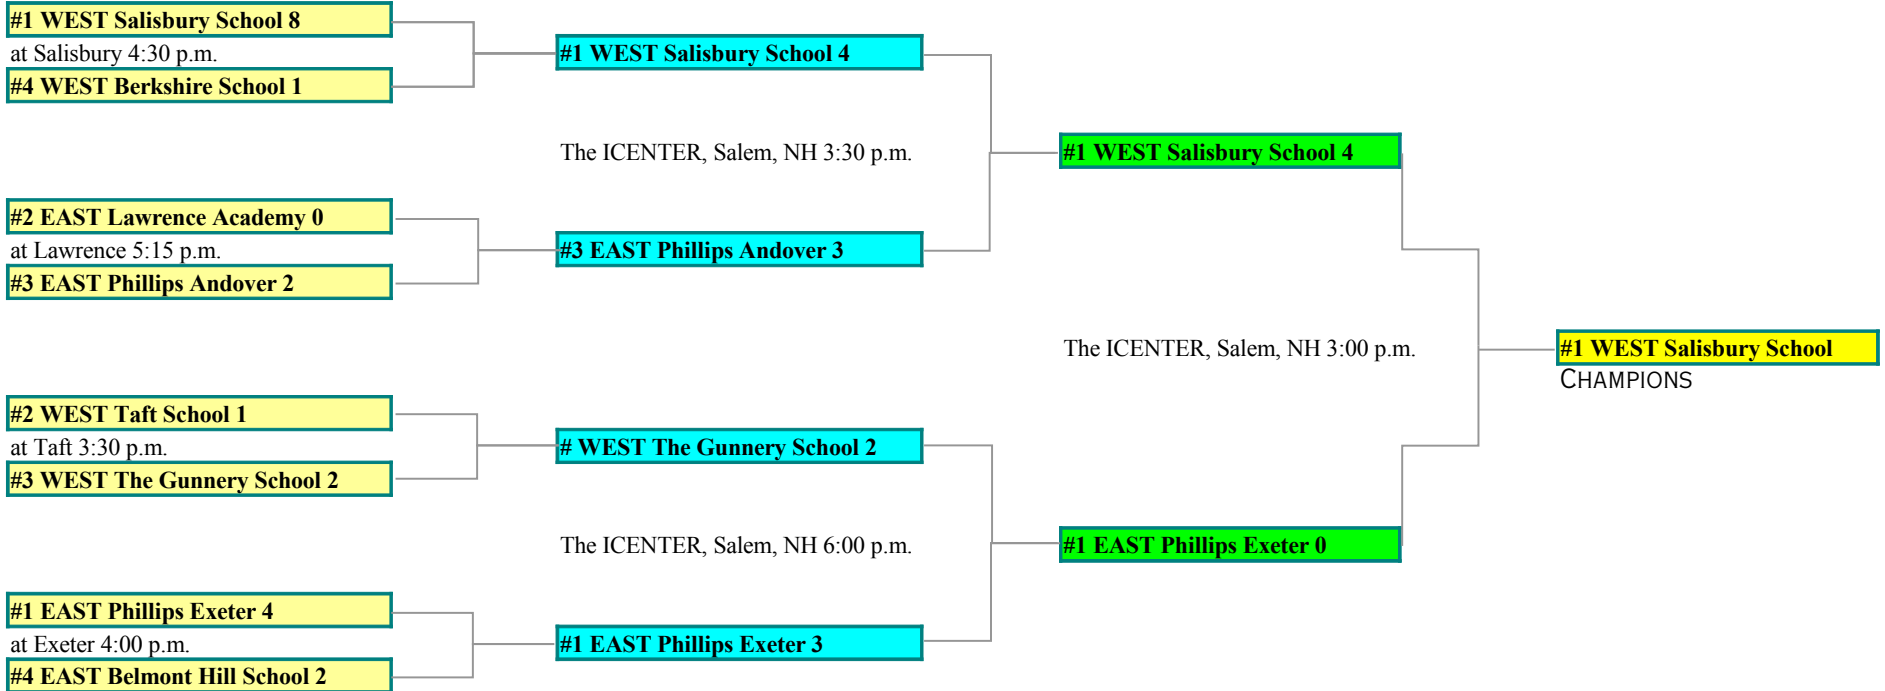 #1 WEST Salisbury School 8
at Salisbury 4:30 p.m.
#4 WEST Berkshire School 1
#2 EAST Lawrence Academy 0
at Lawrence 5:15 p.m.
#3 EAST Phillips Andover 2
#2 WEST Taft School 1
at Taft 3:30 p.m.
#3 WEST The Gunnery School 2
#1 EAST Phillips Exeter 4
at Exeter 4:00 p.m.
#4 EAST Belmont Hill School 2
#1 WEST Salisbury School 4
The ICENTER, Salem, NH 3:30 p.m.
#3 EAST Phillips Andover 3
# WEST The Gunnery School 2
The ICENTER, Salem, NH 6:00 p.m.
#1 EAST Phillips Exeter 3
#1 WEST Salisbury School 4
The ICENTER, Salem, NH 3:00 p.m.
#1 EAST Phillips Exeter 0
#1 WEST Salisbury School
CHAMPIONS